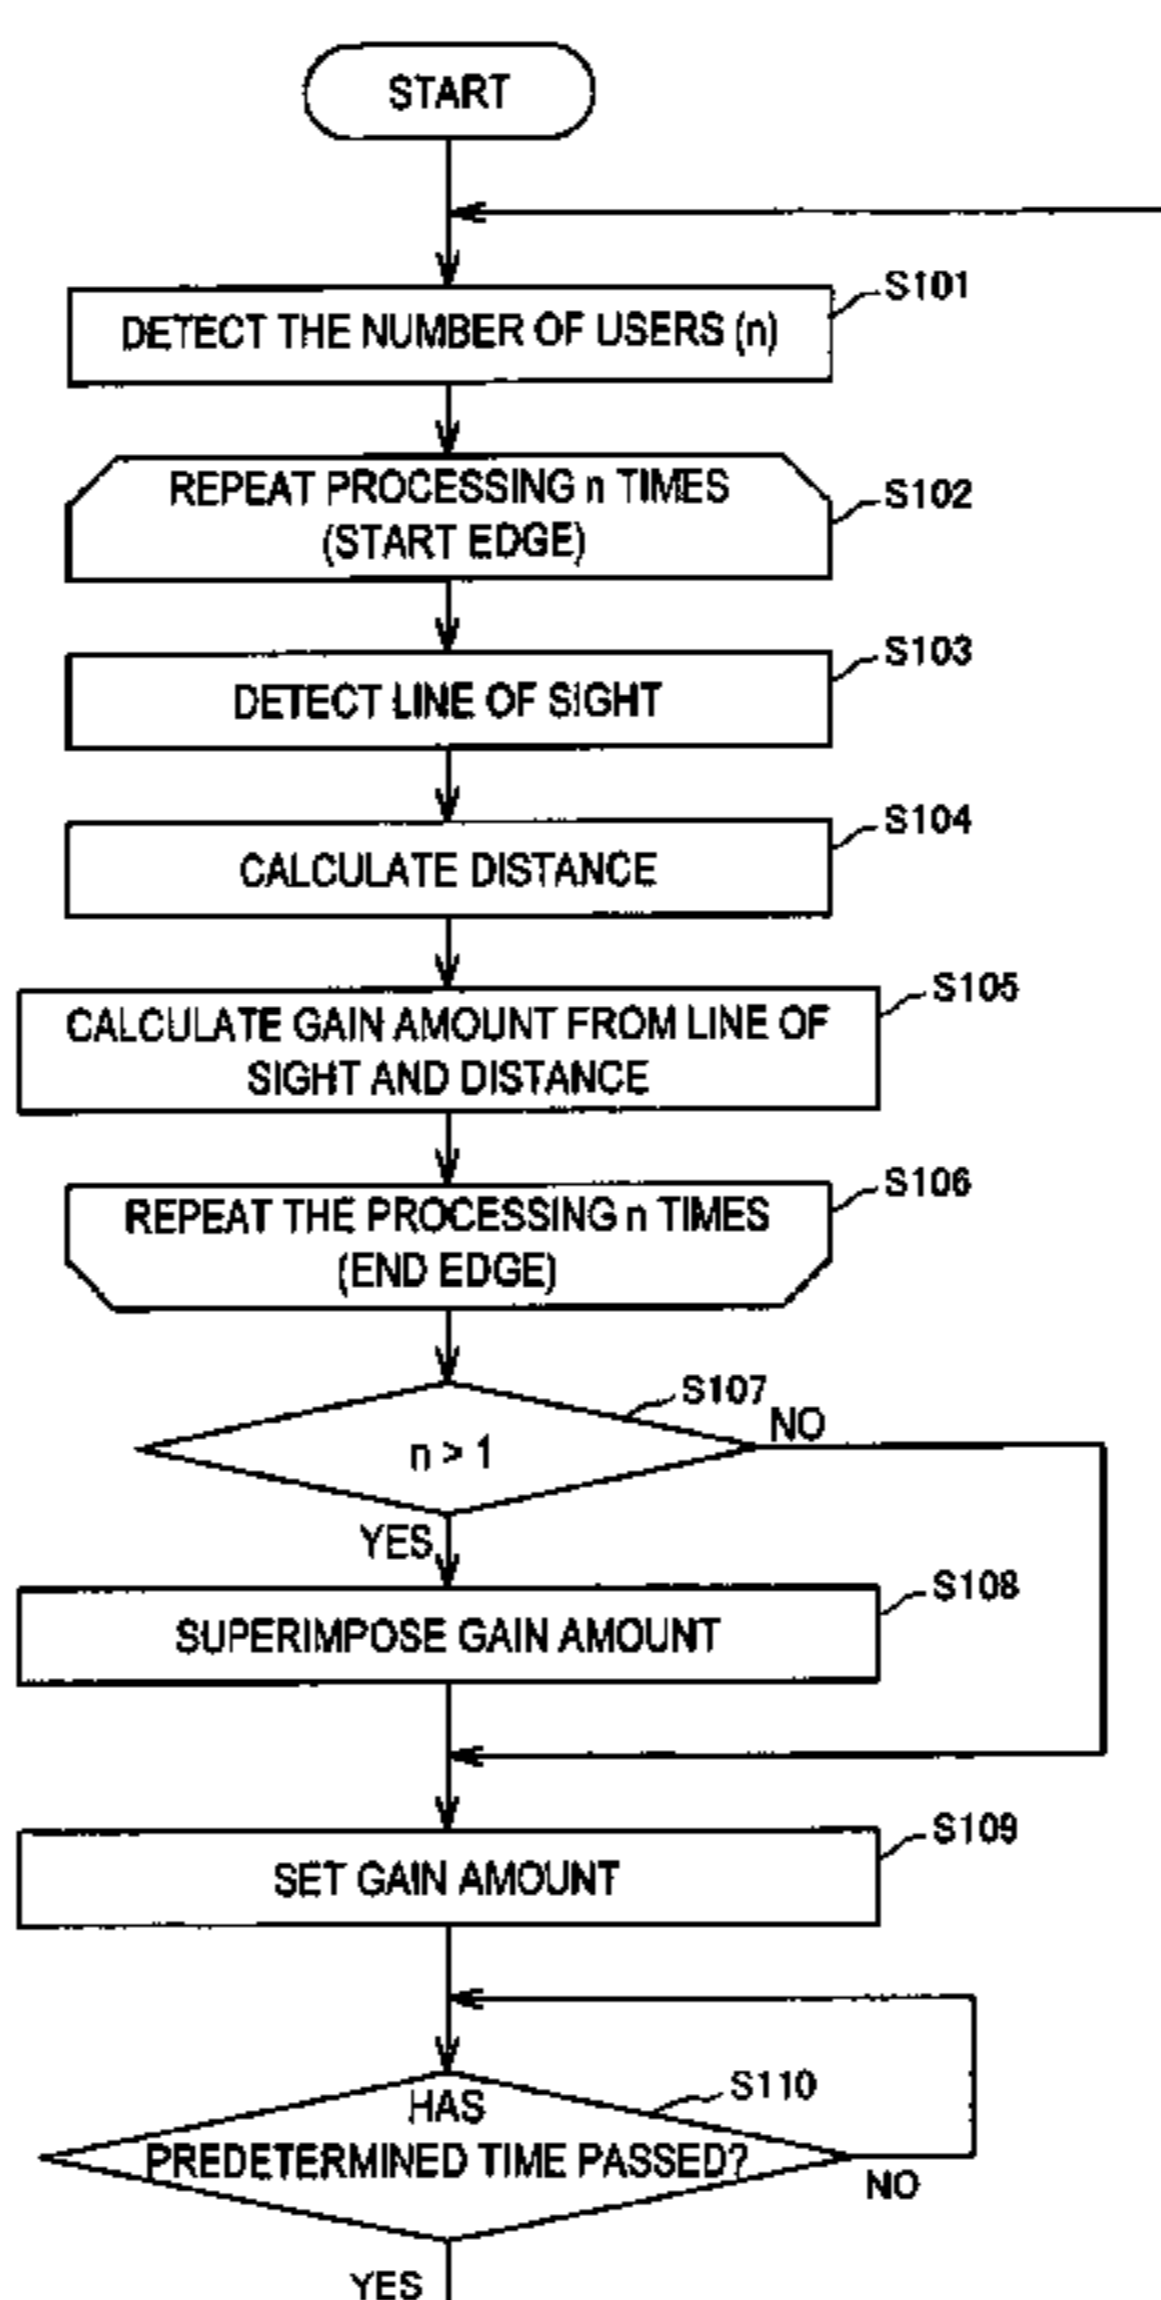 START
S101
DETECT THE NUMBER OF USERS (n)
S102
REPEAT PROCESSING n TIMES
(START EDGE)
S103
DETECT LINE OF SIGHT
S104
CALCULATE DISTANCE
S105
CALCULATE GAIN AMOUNT FROM LINE OF
SIGHT AND DISTANCE
S106
REPEAT THE PROCESSING n TIMES
(END EDGE)
S107
n > 1
NO
YES
S108
SUPERIMPOSE GAIN AMOUNT
S109
SET GAIN AMOUNT
S110
HAS
PREDETERMINED TIME PASSED?
NO
YES